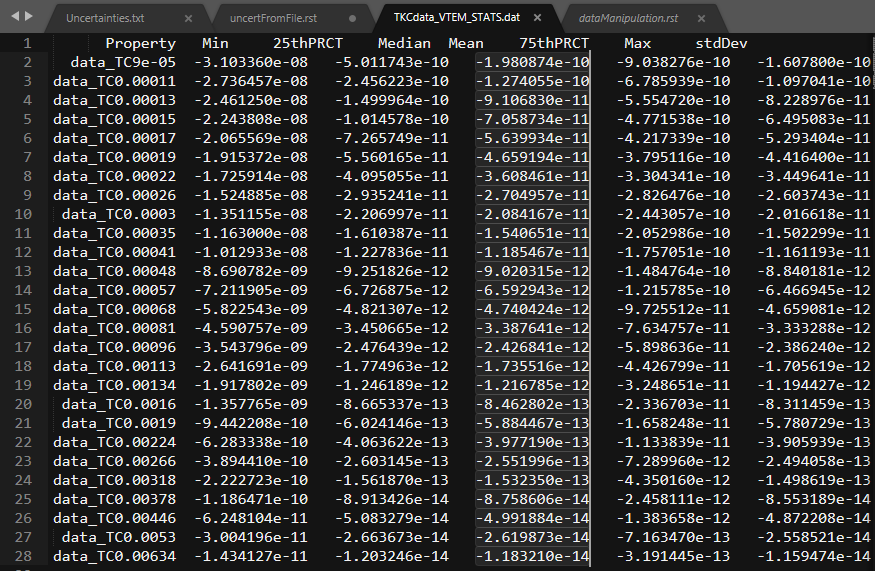 Uncertainties.txt × uncertFromFile.rst TKCdata_VTEM_STATS.dat × dataManipulation.rst ×
1 Property Min 25thPRCT Median Mean 75thPRCT Max stdDev
2 data_TC9e-05 -3.103360e-08 -5.011743e-10 -1.980874e-10 -9.038276e-10 -1.607800e-10
3 data_TC0.00011 -2.736457e-08 -2.456223e-10 -1.274055e-10 -6.785939e-10 -1.097041e-10
4 data_TC0.00013 -2.461250e-08 -1.499964e-10 -9.106830e-11 -5.554720e-10 -8.228976e-11
5 data_TC0.00015 -2.243808e-08 -1.014578e-10 -7.058734e-11 -4.771538e-10 -6.495083e-11
6 data_TC0.00017 -2.065569e-08 -7.265749e-11 -5.639934e-11 -4.217339e-10 -5.293404e-11
7 data_TC0.00019 -1.915372e-08 -5.560165e-11 -4.659194e-11 -3.795116e-10 -4.416400e-11
8 data_TC0.00022 -1.725914e-08 -4.095055e-11 -3.608461e-11 -3.304341e-10 -3.449641e-11
9 data_TC0.00026 -1.524885e-08 -2.935241e-11 -2.704957e-11 -2.826476e-10 -2.603743e-11
10 data_TC0.0003 -1.351155e-08 -2.206997e-11 -2.084167e-11 -2.443057e-10 -2.016618e-11
11 data_TC0.00035 -1.163000e-08 -1.610387e-11 -1.540651e-11 -2.052986e-10 -1.502299e-11
12 data_TC0.00041 -1.012933e-08 -1.227836e-11 -1.185467e-11 -1.757051e-10 -1.161193e-11
13 data_TC0.00048 -8.690782e-09 -9.251826e-12 -9.020315e-12 -1.484764e-10 -8.840181e-12
14 data_TC0.00057 -7.211905e-09 -6.726875e-12 -6.592943e-12 -1.215785e-10 -6.466945e-12
15 data_TC0.00068 -5.822543e-09 -4.821307e-12 -4.740424e-12 -9.725512e-11 -4.659081e-12
16 data_TC0.00081 -4.590757e-09 -3.450665e-12 -3.387641e-12 -7.634757e-11 -3.333288e-12
17 data_TC0.00096 -3.543796e-09 -2.476439e-12 -2.426841e-12 -5.898636e-11 -2.386240e-12
18 data_TC0.00113 -2.641691e-09 -1.774963e-12 -1.735516e-12 -4.426799e-11 -1.705619e-12
19 data_TC0.00134 -1.917802e-09 -1.246189e-12 -1.216785e-12 -3.248651e-11 -1.194427e-12
20 data_TC0.0016 -1.357765e-09 -8.665337e-13 -8.462802e-13 -2.336703e-11 -8.311459e-13
21 data_TC0.0019 -9.442208e-10 -6.024146e-13 -5.884467e-13 -1.658248e-11 -5.780729e-13
22 data_TC0.00224 -6.283338e-10 -4.063622e-13 -3.977190e-13 -1.133839e-11 -3.905939e-13
23 data_TC0.00266 -3.894410e-10 -2.603145e-13 -2.551996e-13 -7.289960e-12 -2.494058e-13
24 data_TC0.00318 -2.222723e-10 -1.561870e-13 -1.532350e-13 -4.350160e-12 -1.498619e-13
25 data_TC0.00378 -1.186471e-10 -8.913426e-14 -8.758606e-14 -2.458111e-12 -8.553189e-14
26 data_TC0.00446 -6.248104e-11 -5.083279e-14 -4.991884e-14 -1.383658e-12 -4.872208e-14
27 data_TC0.0053 -3.004196e-11 -2.663673e-14 -2.619873e-14 -7.163470e-13 -2.558521e-14
28 data_TC0.00634 -1.434127e-11 -1.203246e-14 -1.183210e-14 -3.191445e-13 -1.159474e-14